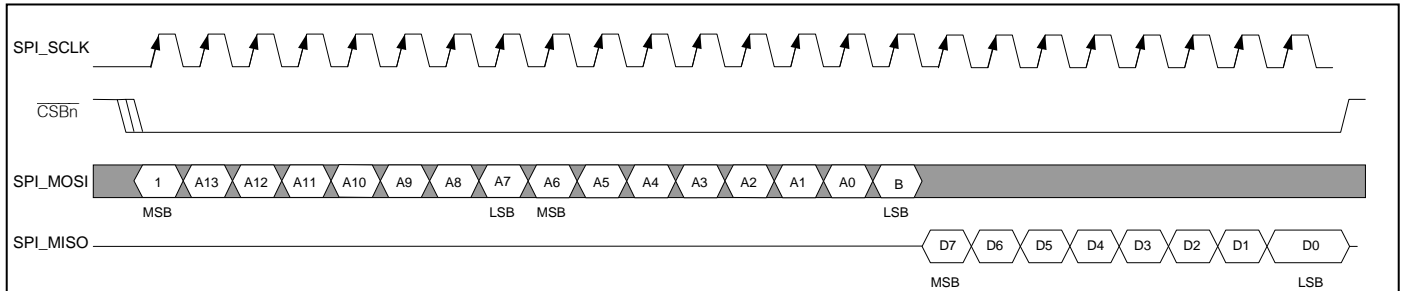 SPI_SCLK
CSBn
SPI_MOSI 1 A13 A12 A11 A10 A9 A8 A7 A6 A5 A4 A3 A2 A1 A0 B
MSB LSB MSB LSB
SPI_MISO D7 D6 D5 D4 D3 D2 D1 D0
MSB LSB